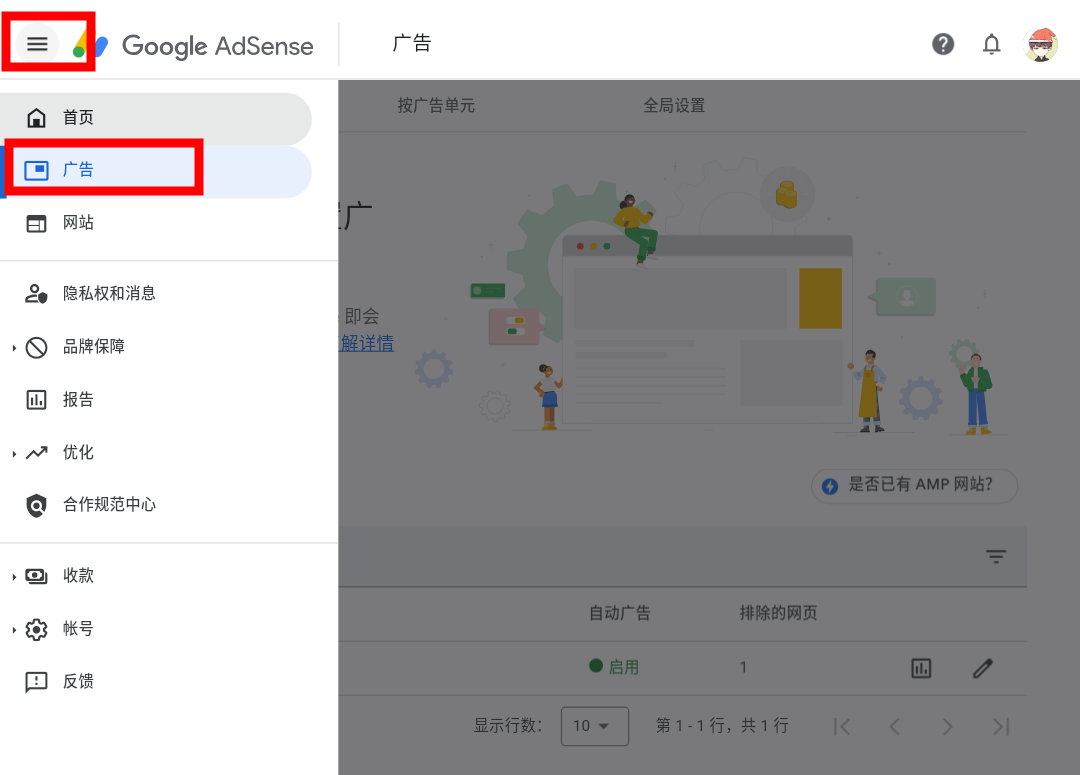 Google AdSense
广告
首页
广告
网站
隐私权和消息
品牌保障
报告
优化
合作规范中心
收款
帐号
反馈
按广告单元
全局设置
广
即会
解详情
是否已有 AMP 网站?
自动广告
排除的网页
启用
1
显示行数:
10
第 1 - 1 行，共 1 行